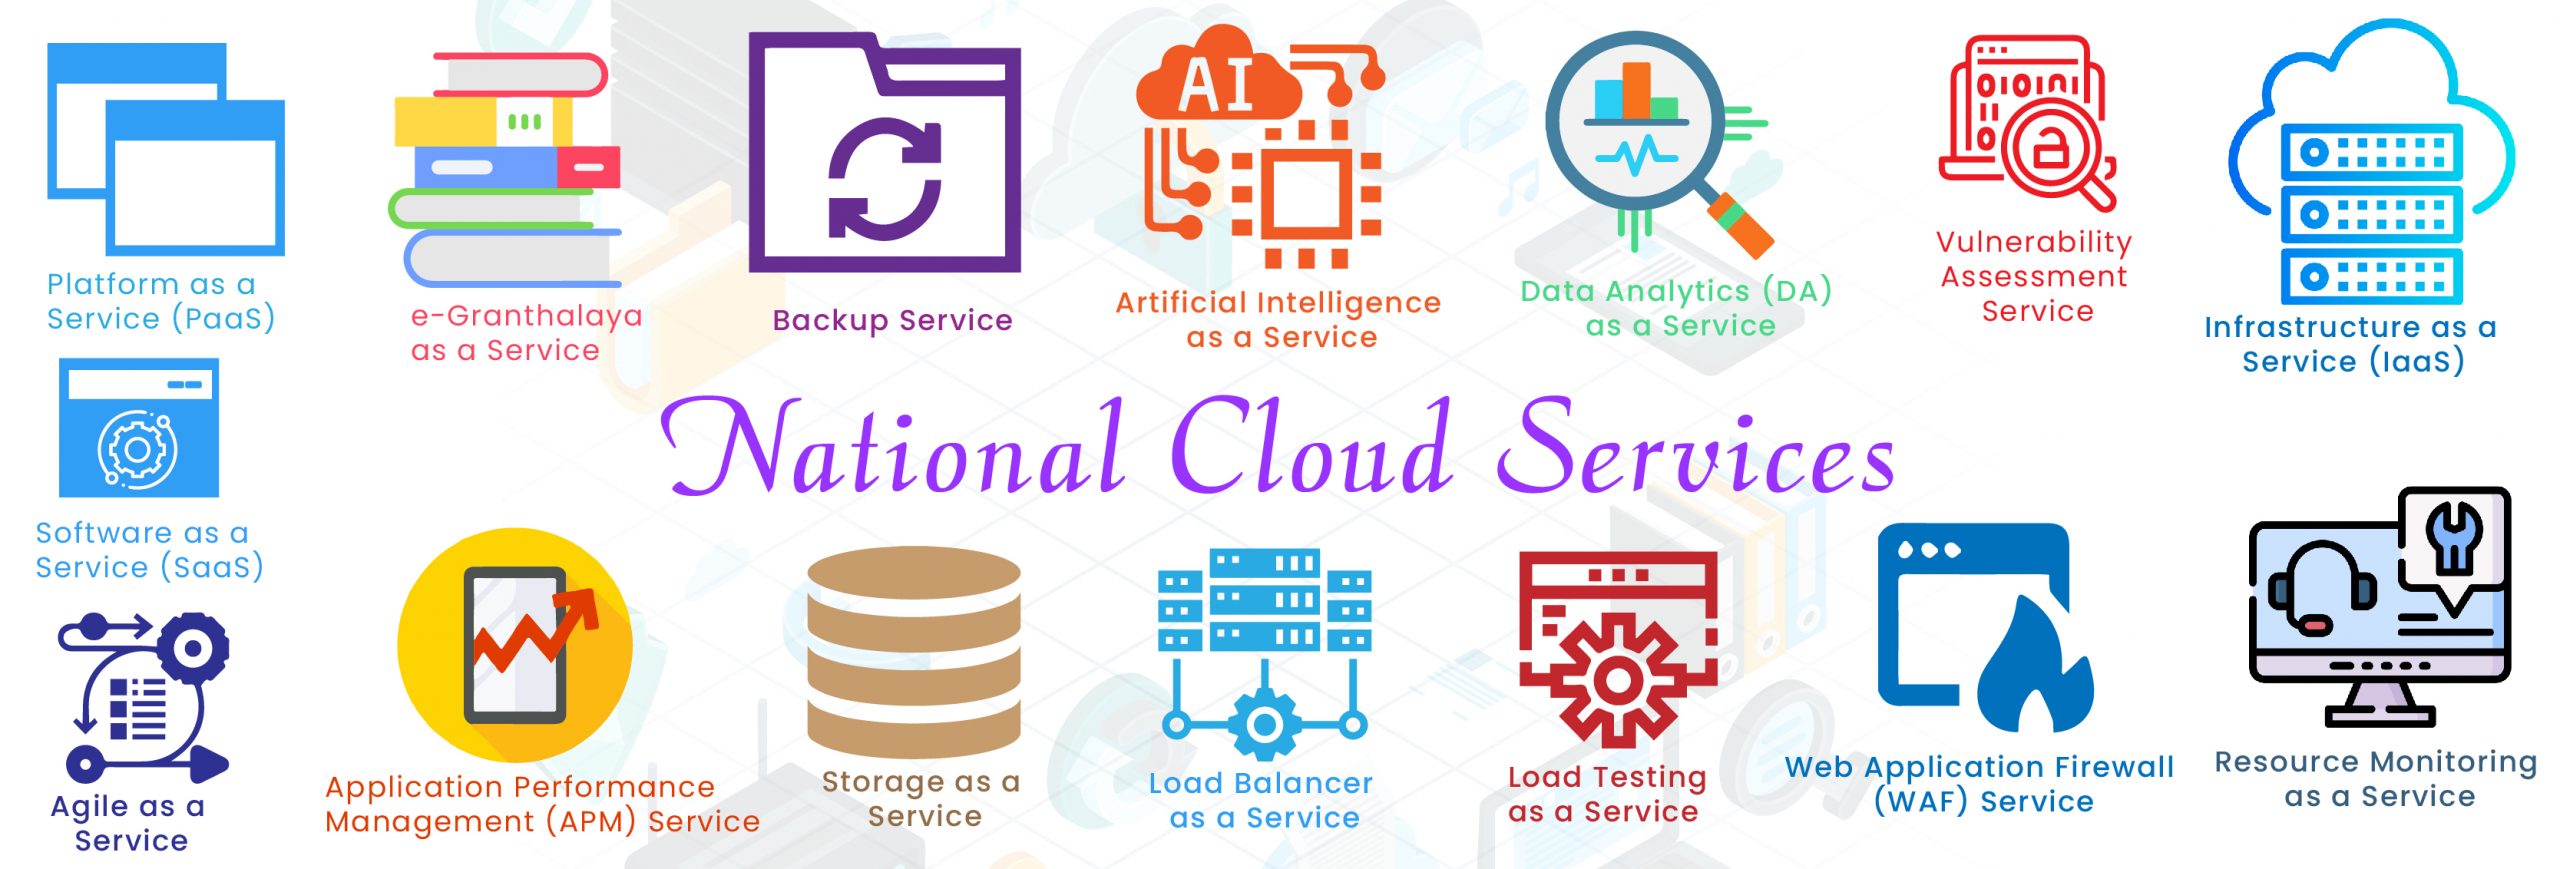 Platform as a
Service (PaaS)
e-Granthalaya
as a Service
Backup Service
AI
Artificial Intelligence
as a Service
Data Analytics (DA)
as a Service
Vulnerability
Assessment
Service
Infrastructure as a
Service (IaaS)
National Cloud Services
Software as a
Service (SaaS)
Agile as a
Service
Application Performance
Management (APM) Service
Storage as a
Service
Load Balancer
as a Service
Load Testing
as a Service
Web Application Firewall
(WAF) Service
Resource Monitoring
as a Service